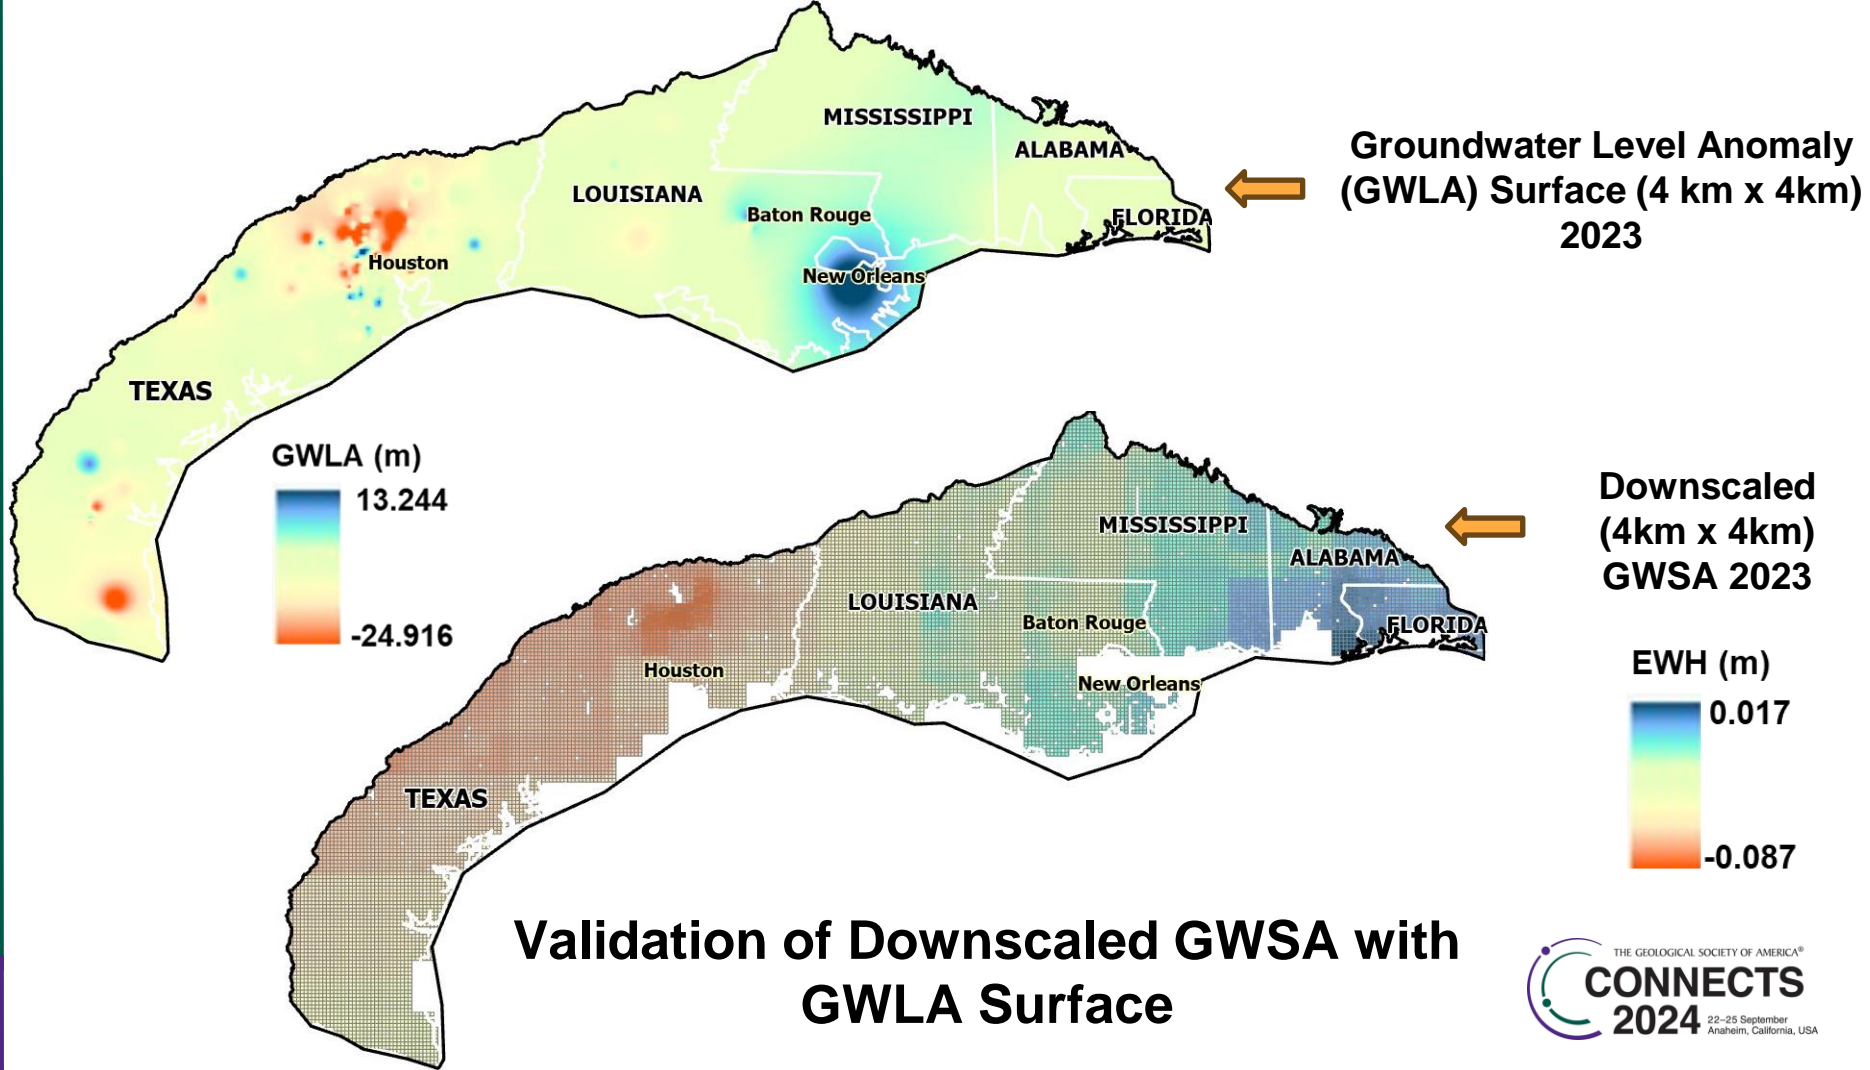 MISSISSIPPI
ALABAMA
LOUISIANA
Baton Rouge
FLORIDA
Houston
New Orleans
TEXAS
Groundwater Level Anomaly
(GWLA) Surface (4 km x 4km)
2023
GWLA (m)
13.244
-24.916
MISSISSIPPI
ALABAMA
LOUISIANA
Baton Rouge
FLORIDA
Houston
New Orleans
TEXAS
Downscaled
(4km x 4km)
GWSA 2023
EWH (m)
0.017
-0.087
Validation of Downscaled GWSA with
GWLA Surface
THE GEOLOGICAL SOCIETY OF AMERICA®
CONNECTS
2024
22–25 September
Anaheim, California, USA